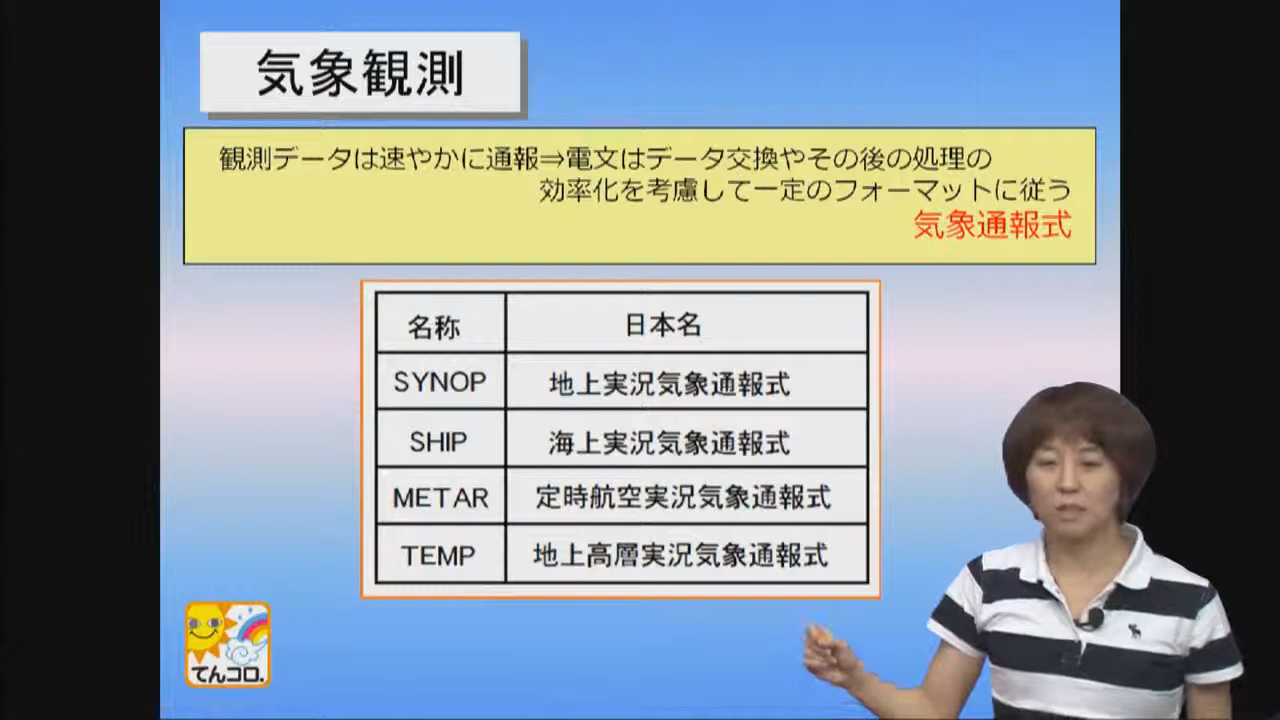 気象観測
観測データは速やかに通報⇒電文はデータ交換やその後の処理の
効率化を考慮して一定のフォーマットに従う
気象通報式
名称 日本名
SYNOP 地上実況気象通報式
SHIP 海上実況気象通報式
METAR 定時航空実況気象通報式
TEMP 地上高層実況気象通報式
てんコロ.